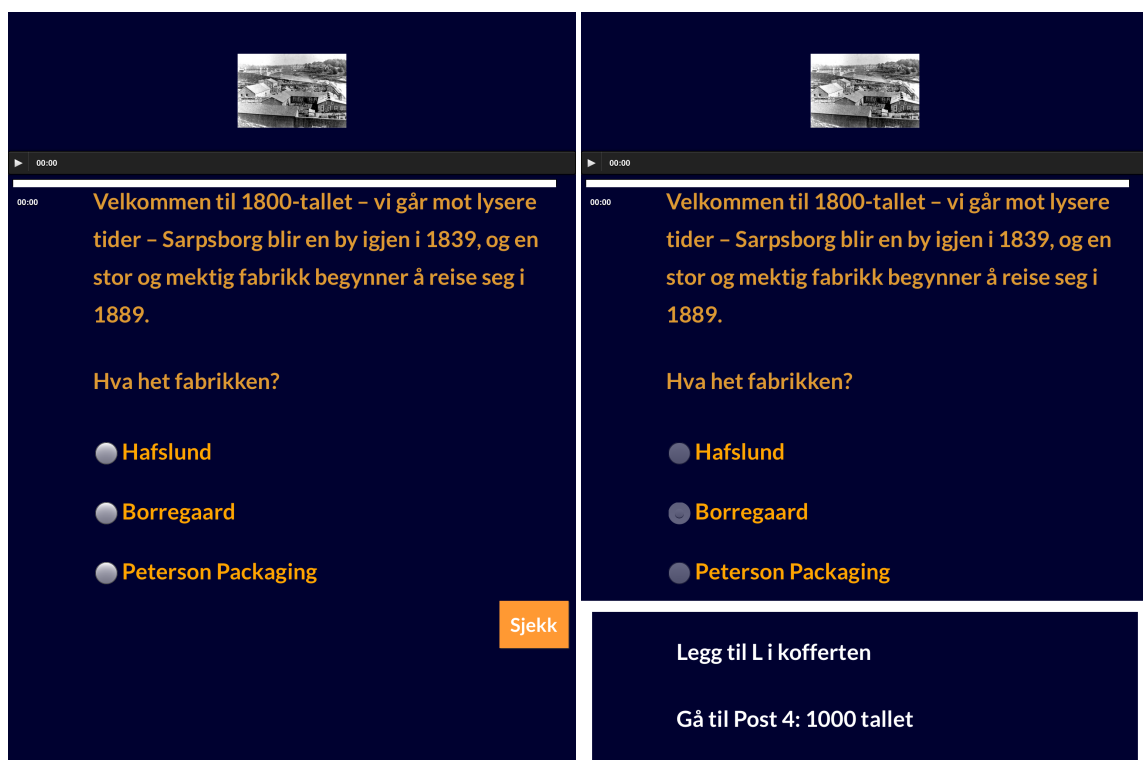 00:00
00:00
Velkommen til 1800-tallet – vi går mot lysere
tider – Sarpsborg blir en by igjen i 1839, og en
stor og mektig fabrikk begynner å reise seg i
1889.
Hva het fabrikken?
Hafslund
Borregaard
Peterson Packaging
Sjekk
00:00
00:00
Velkommen til 1800-tallet – vi går mot lysere
tider – Sarpsborg blir en by igjen i 1839, og en
stor og mektig fabrikk begynner å reise seg i
1889.
Hva het fabrikken?
Hafslund
Borregaard
Peterson Packaging
Legg til L i kofferten
Gå til Post 4: 1000 tallet